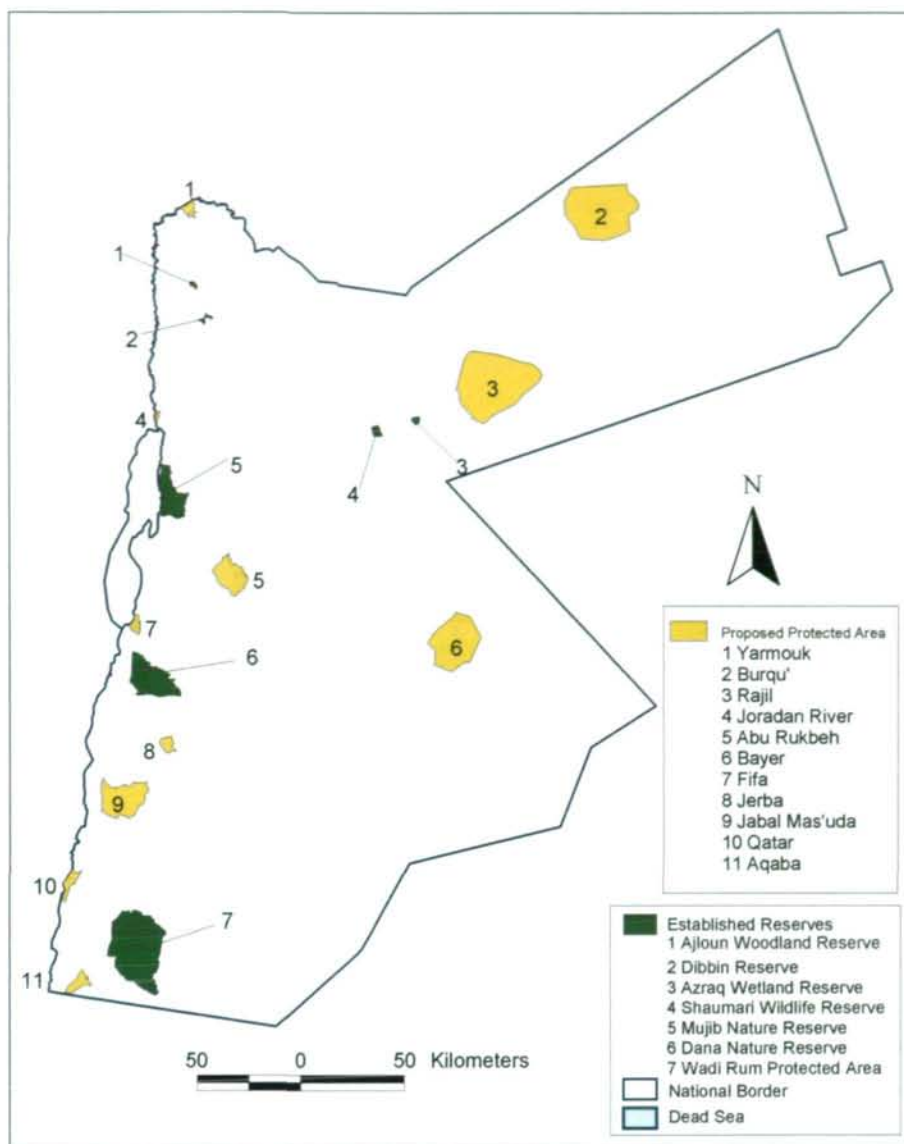 1
2
1
2
3
4
5
4
3
5
6
7
6
8
9
10
7
11
N
50 0 50 Kilometers
Proposed Protected Area
1 Yarmouk
2 Burqu'
3 Rajil
4 Joradan River
5 Abu Rukbeh
6 Bayer
7 Fifa
8 Jerba
9 Jabal Mas'uda
10 Qatar
11 Aqaba
Established Reserves
1 Ajloun Woodland Reserve
2 Dibbin Reserve
3 Azraq Wetland Reserve
4 Shaumari Wildlife Reserve
5 Mujib Nature Reserve
6 Dana Nature Reserve
7 Wadi Rum Protected Area
National Border
Dead Sea